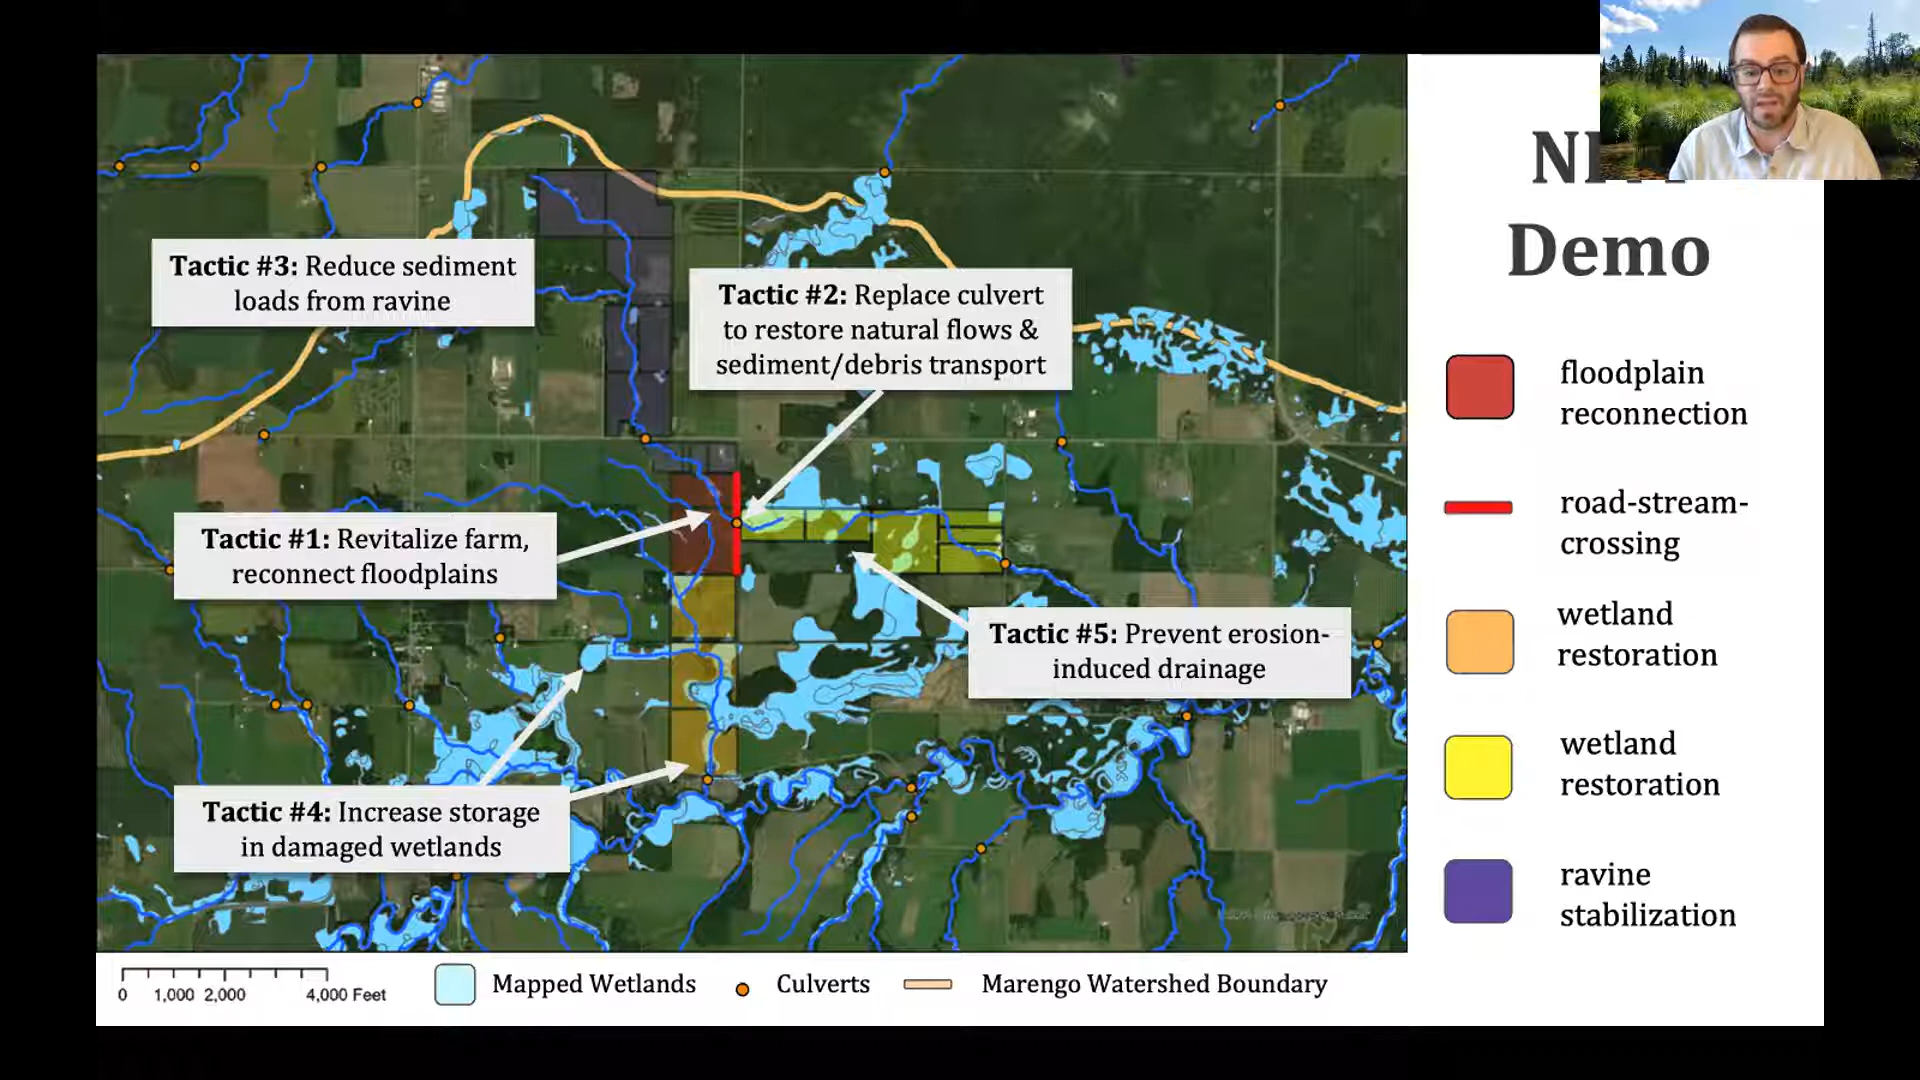 Demo
Tactic #3: Reduce sediment
loads from ravine
Tactic #2: Replace culvert
to restore natural flows &
sediment/debris transport
Tactic #1: Revitalize farm,
reconnect floodplains
Tactic #5: Prevent erosion-
induced drainage
Tactic #4: Increase storage
in damaged wetlands
floodplain
reconnection
road-stream-
crossing
wetland
restoration
wetland
restoration
ravine
stabilization
0 1,000 2,000 4,000 Feet
Mapped Wetlands
Culverts
Marengo Watershed Boundary